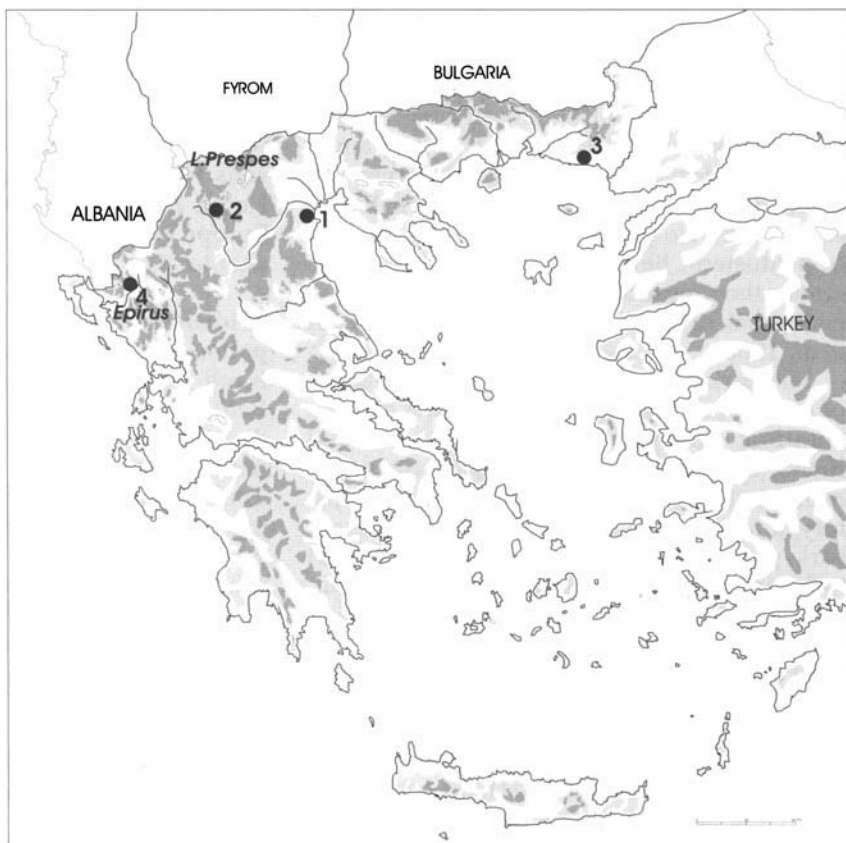 BULGARIA
FYROM
L.Prespes
3
ALBANIA
2
1
4
Epirus
TURKEY